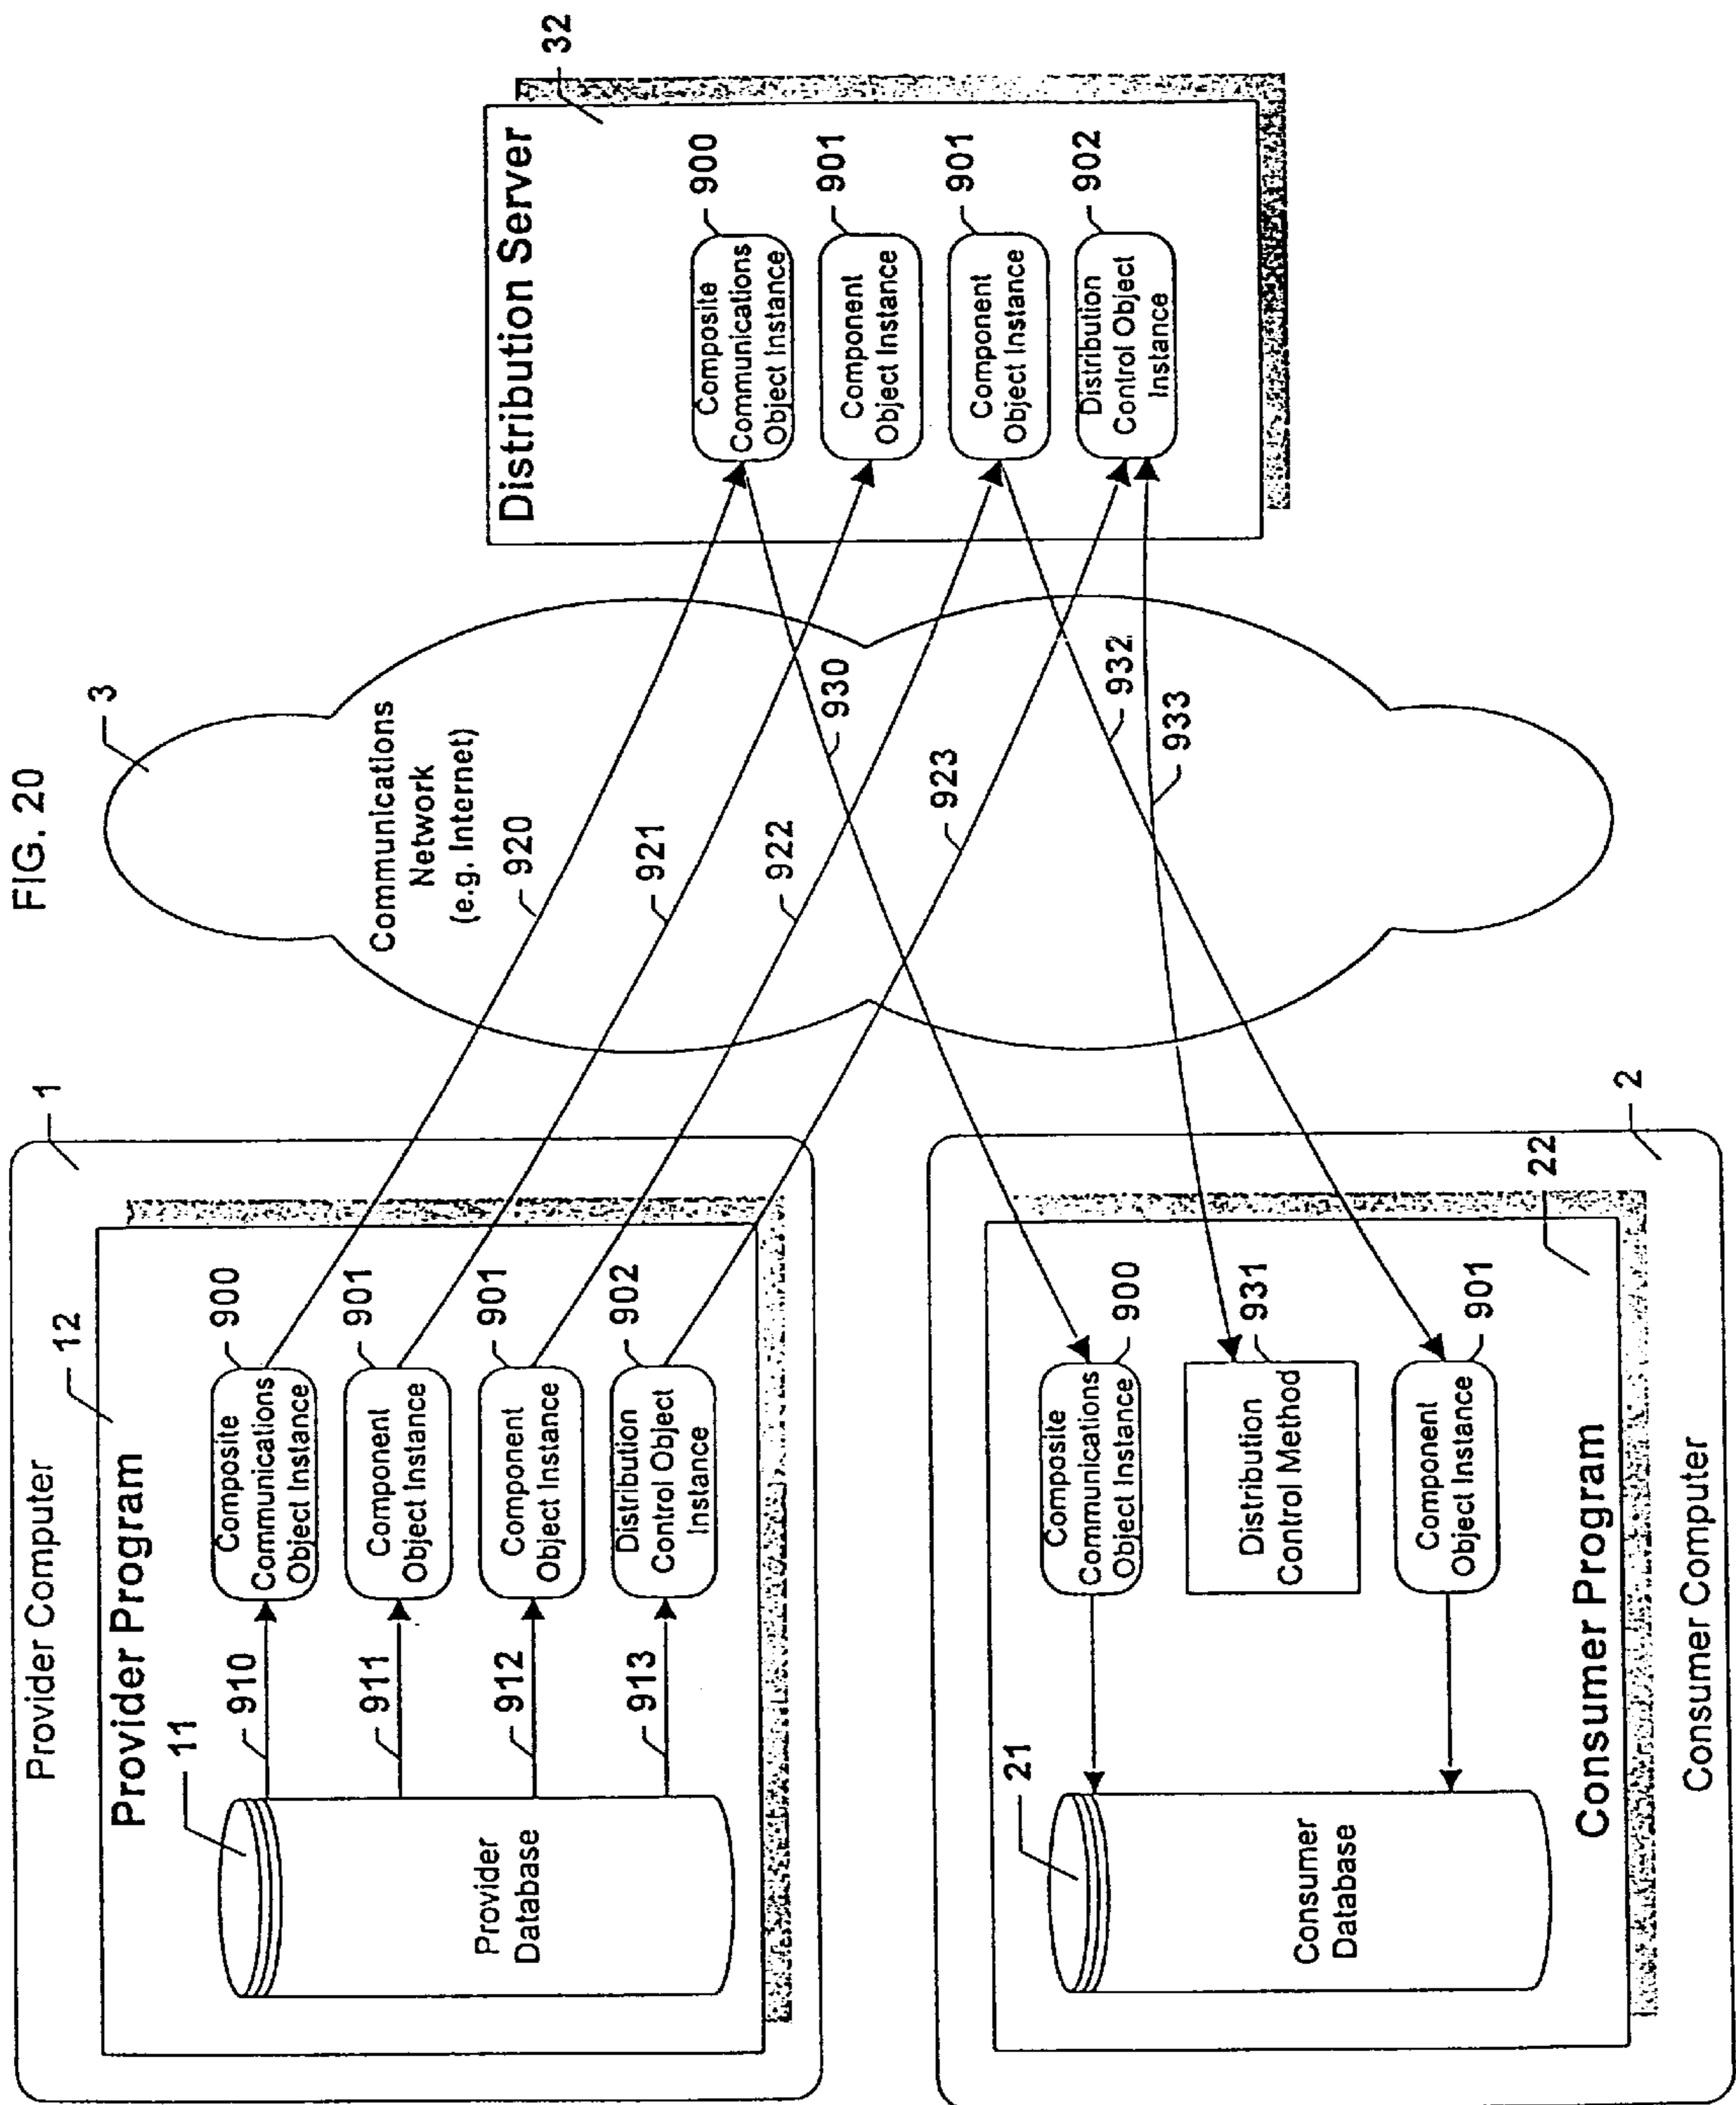 FIG. 20
Provider Computer
1
Provider Program
12
11
Provider
Database
910
911
912
913
Composite
Communications
Object Instance
900
Component
Object Instance
901
Component
Object Instance
901
Distribution
Control Object
Instance
902
3
Communications
Network
(e.g. Internet)
920
921
922
923
930
932
933
Distribution Server
32
Composite
Communications
Object Instance
900
Component
Object Instance
901
Component
Object Instance
901
Distribution
Control Object
Instance
902
21
Consumer
Database
Composite
Communications
Object Instance
900
Distribution
Control Method
931
Component
Object Instance
901
Consumer Program
22
Consumer Computer
2